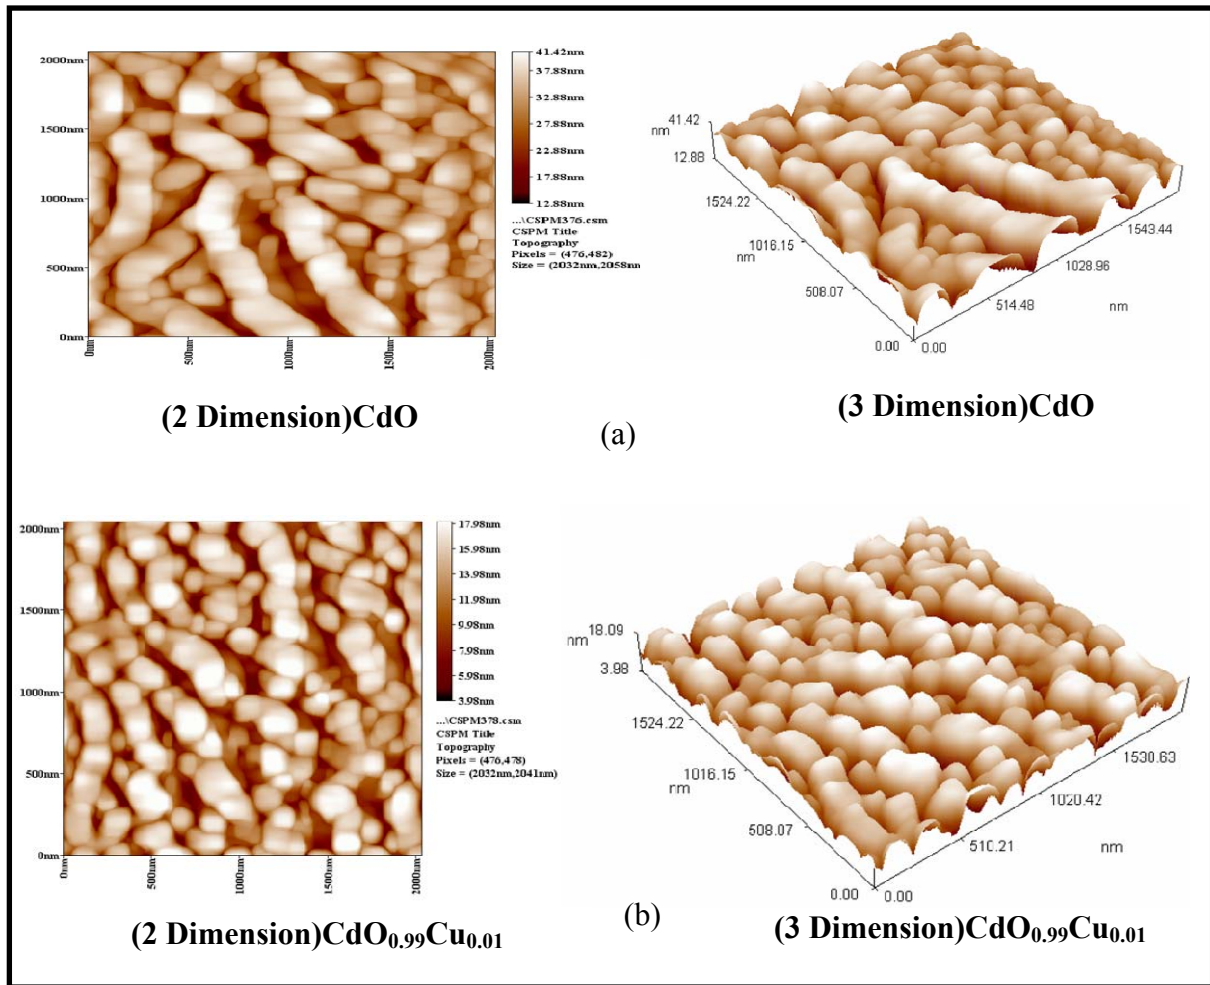 2000nm
1500nm
1000nm
500nm
0nm
0nm
500nm
1000nm
1500nm
2000nm
41.42nm
37.88nm
32.88nm
27.88nm
22.88nm
17.88nm
12.88nm
...\CSPM376.csm
CSPM Title
Topography
Pixels = (476,482)
Size = (2032nm,2058nm
41.42
nm
12.88
1524.22
1016.15
nm
508.07
0.00
0.00
514.48
1028.96
1543.44
nm
(2 Dimension)CdO
(3 Dimension)CdO
(a)
2000nm
1500nm
1000nm
500nm
0nm
0nm
500nm
1000nm
1500nm
2000nm
17.98nm
15.98nm
13.98nm
11.98nm
9.98nm
7.98nm
5.98nm
3.98nm
...\CSPM378.csm
CSPM Title
Topography
Pixels = (476,478)
Size = (2032nm,2041nm)
nm 18.09
3.98
1524.22
1016.15
nm
508.07
0.00
0.00
510.21
1020.42
1530.63
nm
(2 Dimension)CdO0.99Cu0.01
(b)
(3 Dimension)CdO0.99Cu0.01